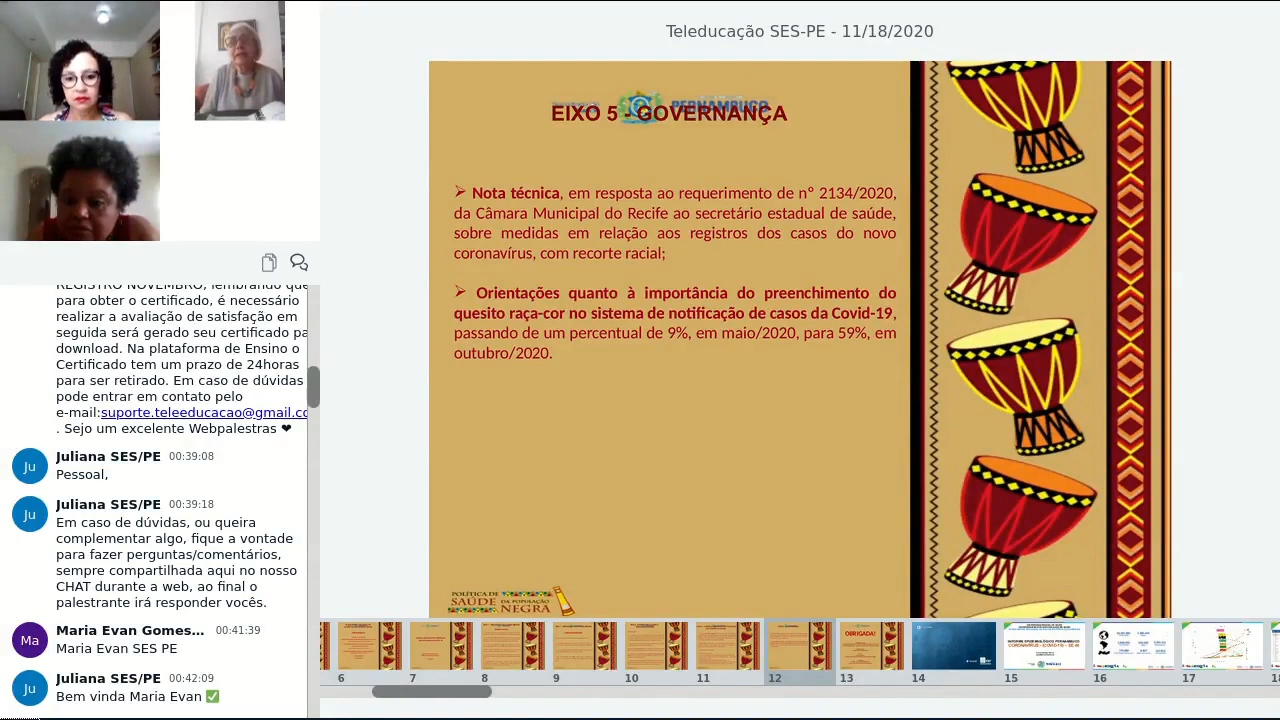 Teleducação SES-PE - 11/18/2020
PERNAMBUCO
EIXO 5 - GOVERNANÇA
➢ Nota técnica, em resposta ao requerimento de nº 2134/2020,
da Câmara Municipal do Recife ao secretário estadual de saúde,
sobre medidas em relação aos registros dos casos do novo
coronavírus, com recorte racial;
➢ Orientações quanto à importância do preenchimento do
quesito raça-cor no sistema de notificação de casos da Covid-19,
passando de um percentual de 9%, em maio/2020, para 59%, em
outubro/2020.
POLÍTICA DE
SAÚDE DA POPULAÇÃO
NEGRA
REGISTRO NOVEMBRO, lembrando que
para obter o certificado, é necessário
realizar a avaliação de satisfação em
seguida será gerado seu certificado pa
download. Na plataforma de Ensino o
Certificado tem um prazo de 24horas
para ser retirado. Em caso de dúvidas
pode entrar em contato pelo
e-mail:suporte.teleeducacao@gmail.co
. Sejo um excelente Webpalestras ❤
Ju
Juliana SES/PE 00:39:08
Pessoal,
Ju
Juliana SES/PE 00:39:18
Em caso de dúvidas, ou queira
complementar algo, fique a vontade
para fazer perguntas/comentários,
sempre compartilhada aqui no nosso
CHAT durante a web, ao final o
palestrante irá responder vocês.
Ma
Maria Evan Gomes... 00:41:39
Maria Evan SES PE
Ju
Juliana SES/PE 00:42:09
Bem vinda Maria Evan ✅
OBRIGADA!
6 7 8 9 10 11 12 13 14 15 16 17 18